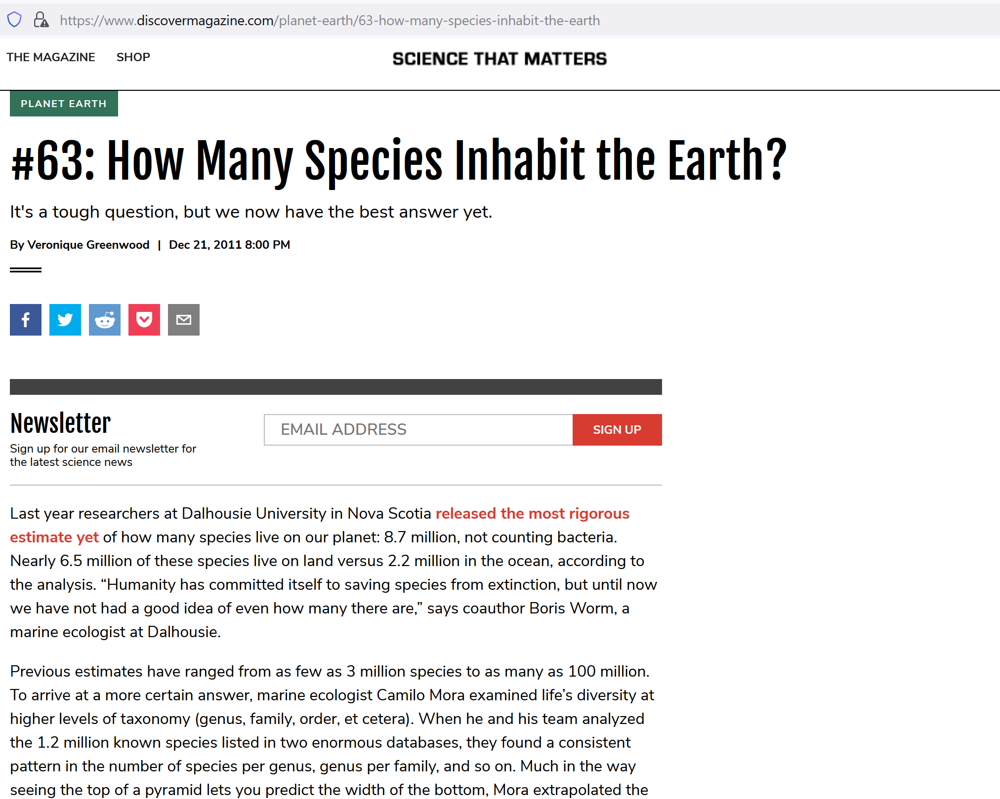 https://www.discovermagazine.com/planet-earth/63-how-many-species-inhabit-the-earth
THE MAGAZINE SHOP
SCIENCE THAT MATTERS
PLANET EARTH
#63: How Many Species Inhabit the Earth?
It's a tough question, but we now have the best answer yet.
By Veronique Greenwood | Dec 21, 2011 8:00 PM
Newsletter
Sign up for our email newsletter for
the latest science news
EMAIL ADDRESS
SIGN UP
Last year researchers at Dalhousie University in Nova Scotia released the most rigorous
estimate yet of how many species live on our planet: 8.7 million, not counting bacteria.
Nearly 6.5 million of these species live on land versus 2.2 million in the ocean, according to
the analysis. “Humanity has committed itself to saving species from extinction, but until now
we have not had a good idea of even how many there are,” says coauthor Boris Worm, a
marine ecologist at Dalhousie.
Previous estimates have ranged from as few as 3 million species to as many as 100 million.
To arrive at a more certain answer, marine ecologist Camilo Mora examined life’s diversity at
higher levels of taxonomy (genus, family, order, et cetera). When he and his team analyzed
the 1.2 million known species listed in two enormous databases, they found a consistent
pattern in the number of species per genus, genus per family, and so on. Much in the way
seeing the top of a pyramid lets you predict the width of the bottom, Mora extrapolated the